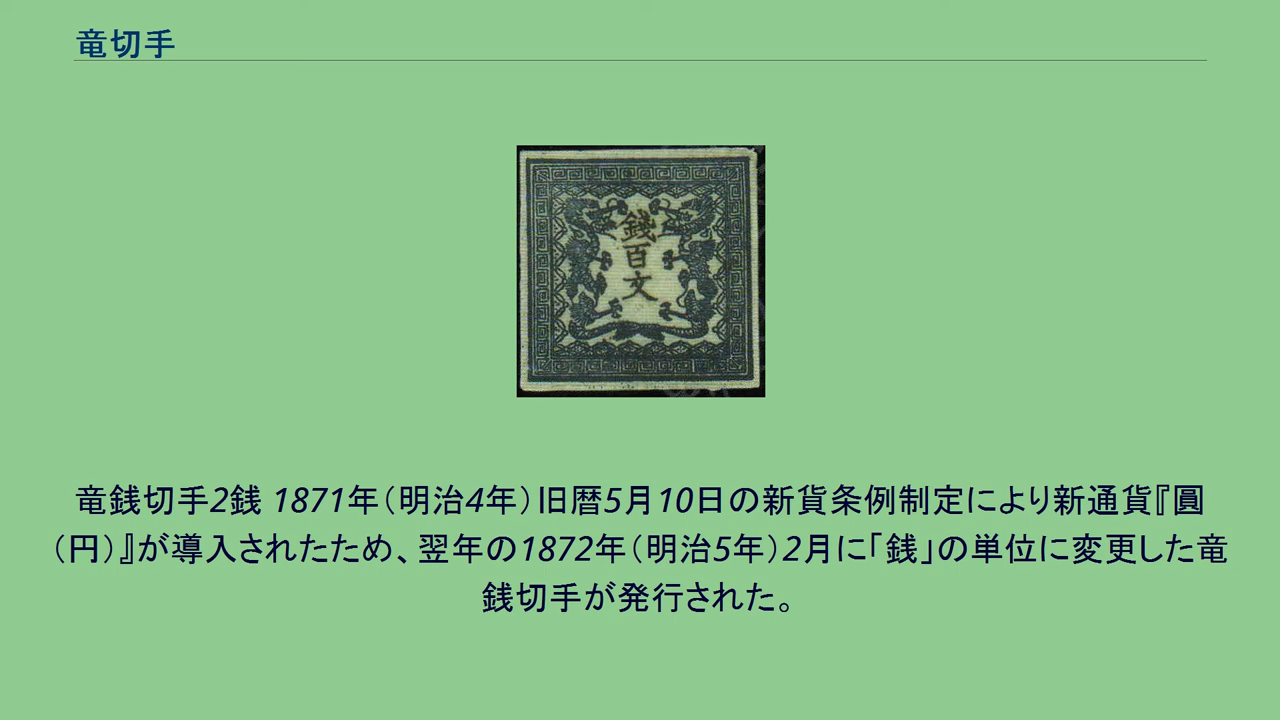 竜切手
錢百文
竜銭切手2銭 1871年（明治4年）旧暦5月10日の新貨条例制定により新通貨『圓
（円）』が導入されたため、翌年の1872年（明治5年）2月に「銭」の単位に変更した竜
銭切手が発行された。